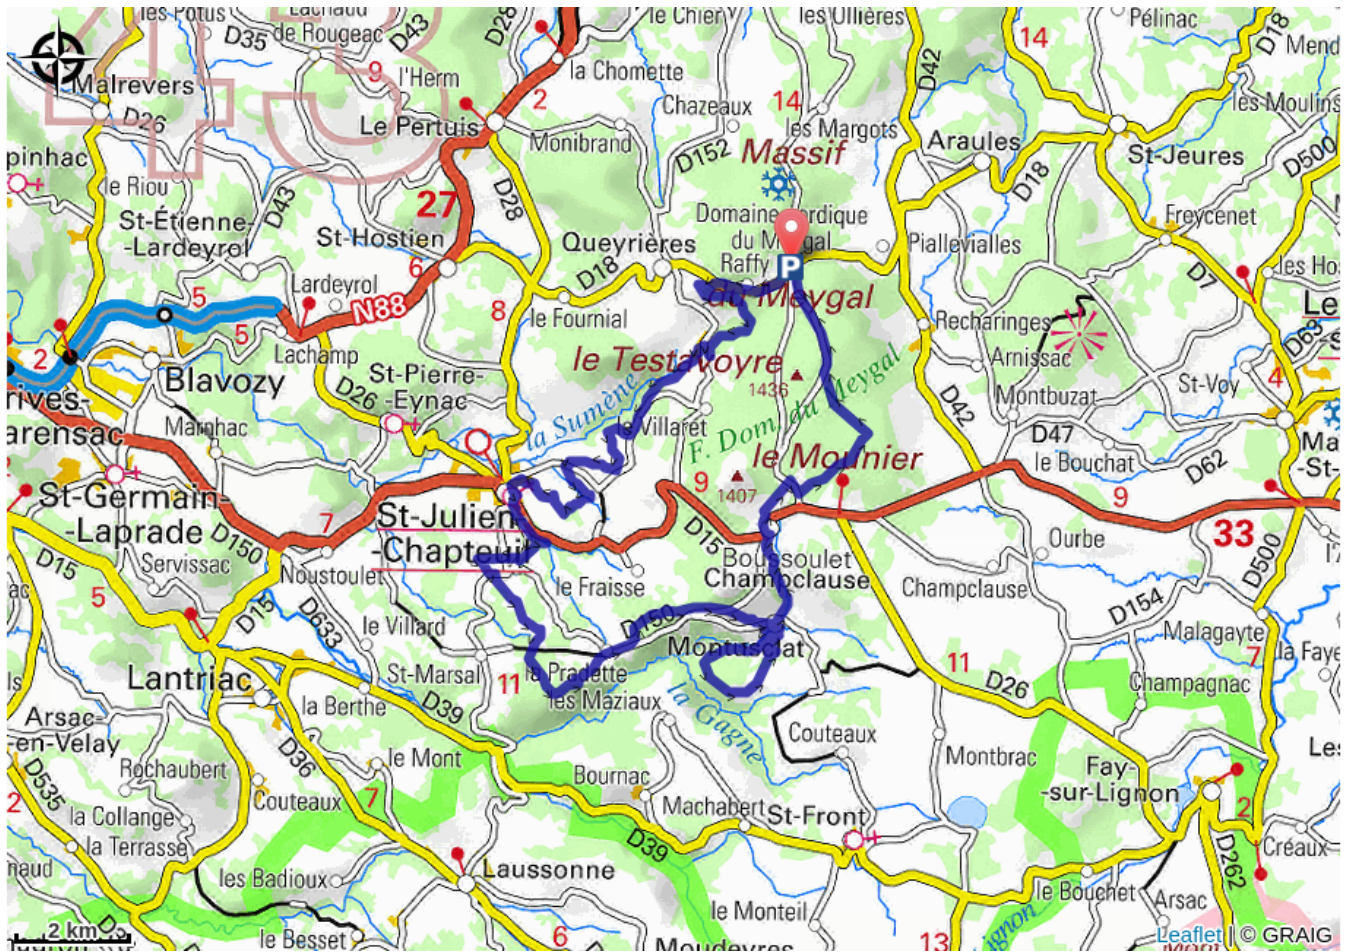 les Potus
Lachaud
de Rougeac
D35
D43
D28
le Chier
les Ollières
Pélinac
14
D18
Mend
43
9
l'Herm
la Chomette
D42
Malrevers
D26
Le Pertuis
2
Chazeaux
14
les Margots
les Moulins
Monibrand
D152
Massif
Araules
St-Jeures
D500
pinhac
le Riou
D43
27
D28
D18
St-Étienne-
-Lardeyrol
St-Hostien
Queyrières
Domaine nordique
du Meygal
Raffy
P
Piallevialles
Freycenet
D7
les Hos
Lardeyrol
6
D18
du Meygal
5
5
N88
8
le Fournial
Recharinges
Le
D63
2
Lachamp
le Testavoyre
1436
Arnissac
Blavozy
St-Pierre-
-Eynac
D26
la Sumène
F. Dom. du Meygal
D42
Montbuzat
St-Voy
4
rives-
arensac
Marnhac
le Villaret
le Mounier
D47
le Bouchat
D62
Ma
-St-
St-Germain-
-Laprade
9
1407
9
33
7
St-Julien-
-Chapteuil
D15
D150
Boussoulet
Champclause
Ourbe
D15
Servissac
Noustoulet
le Fraisse
Champclause
D500
ac
5
D15
D633
le Villard
D150
D154
Malagayte
Montusclat
7
la Faye
Lantriac
St-Marsal
11
la Pradette
les Maziaux
11
D26
Champagnac
la Berthe
D39
la Gagne
Arsac-
-en-Velay
D36
le Mont
Couteaux
Montbrac
Les
Rochaubert
Bournac
Fay-
-sur-Lignon
D535
Couteaux
7
2
la Collange
Machabert
St-Front
2
la Terrasse
D39
D262
Créaux
naud
les Badioux
Laussonne
le Bouchet
Arsac
le Monteil
Lignon
2 km
le Besset
6
Moudeyres
13
Leaflet | © GRAIG